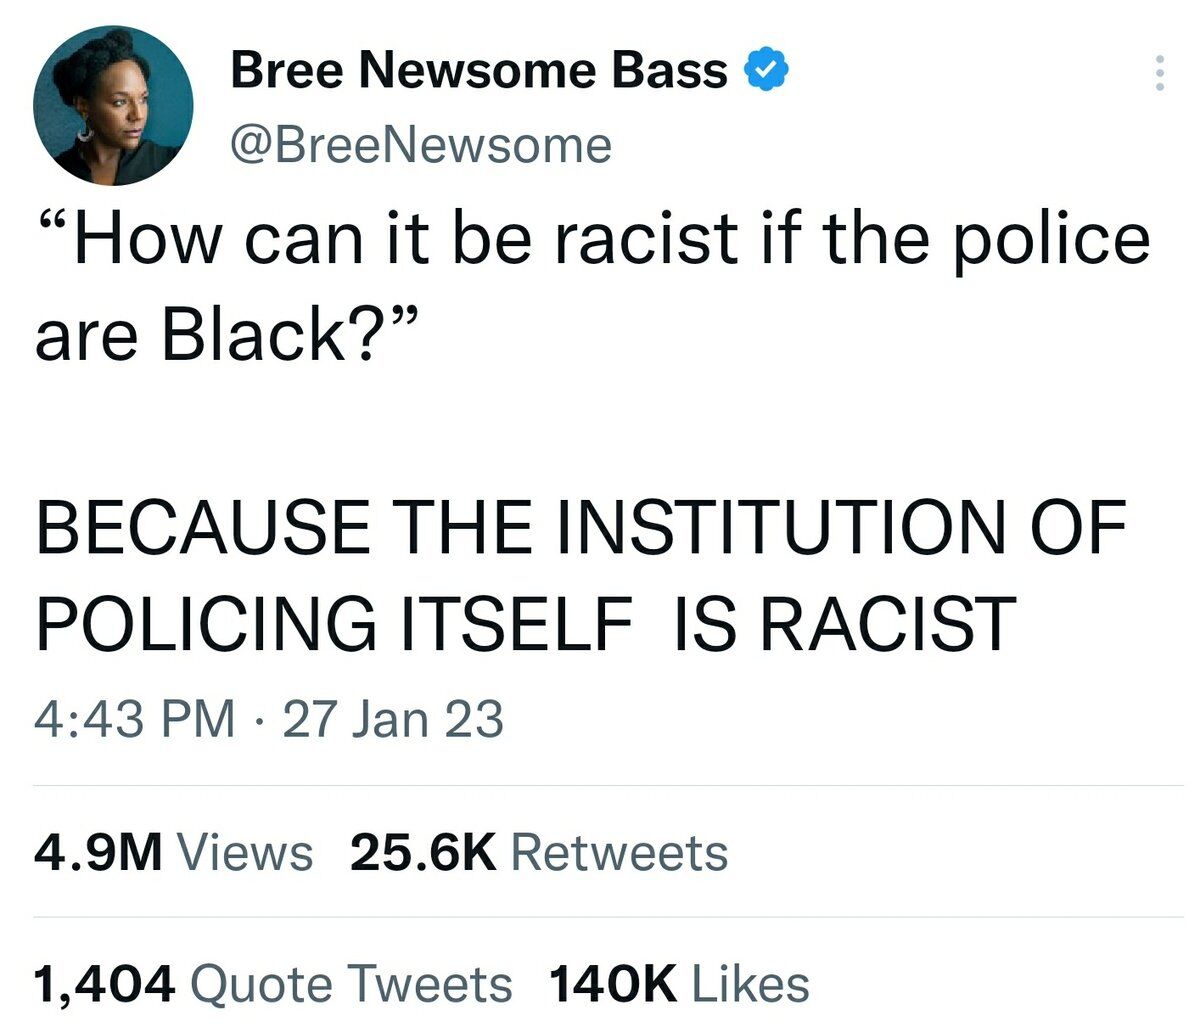 Bree Newsome Bass
@BreeNewsome
“How can it be racist if the police
are Black?”
BECAUSE THE INSTITUTION OF
POLICING ITSELF  IS RACIST
4:43 PM · 27 Jan 23
4.9M Views 25.6K Retweets
1,404 Quote Tweets 140K Likes